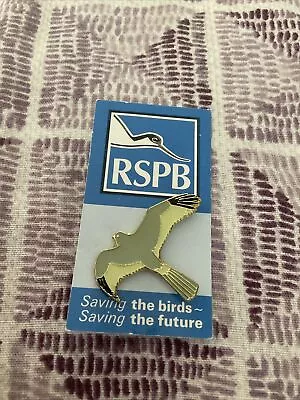 RSPB
Saving the birds~
Saving the future